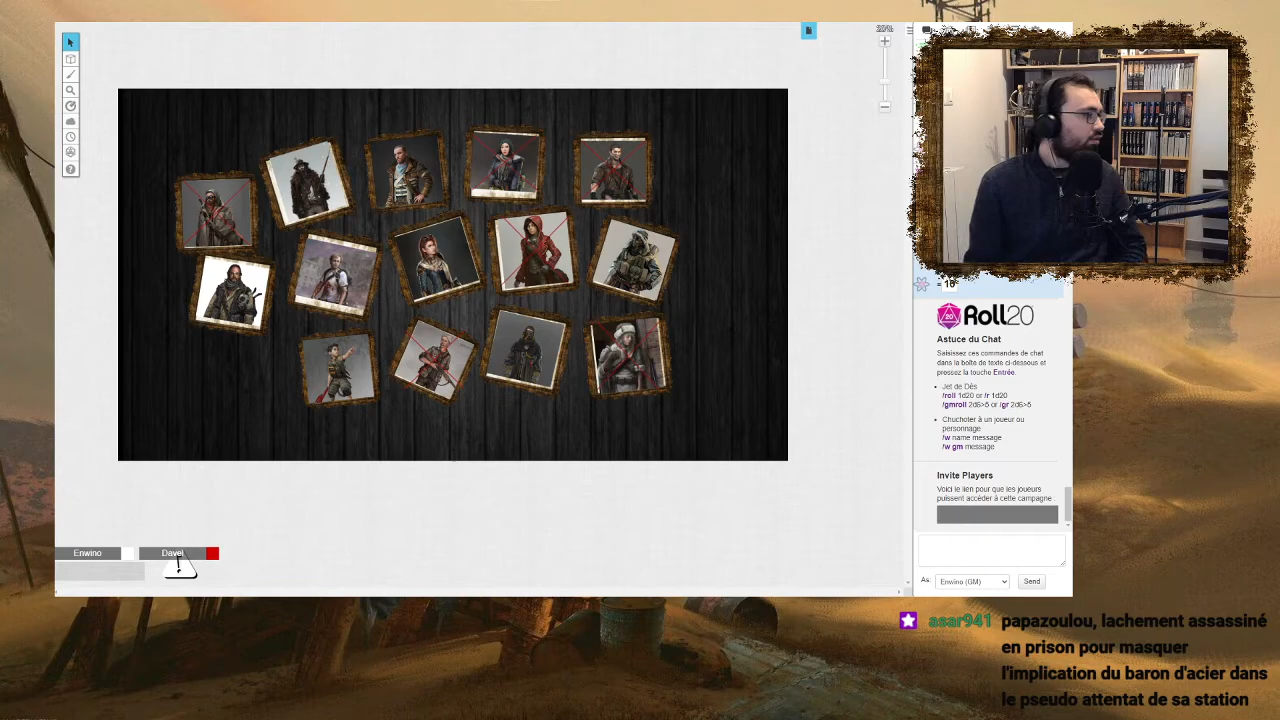 = 10
20
Roll20
Astuce du Chat
Saisissez ces commandes de chat
dans la boîte de texte ci-dessous et
pressez la touche Entrée.
Jet de Dés
/roll 1d20 or /r 1d20
/gmroll 2d6>5 or /gr 2d6>5
Chuchoter à un joueur ou
personnage
/w name message
/w gm message
Invite Players
Voici le lien pour que les joueurs
puissent accéder à cette campagne
Enwino
Davel
!
As: Enwino (GM) Send
asar941 papazoulou, lachement assassiné
en prison pour masquer
l'implication du baron d'acier dans
le pseudo attentat de sa station